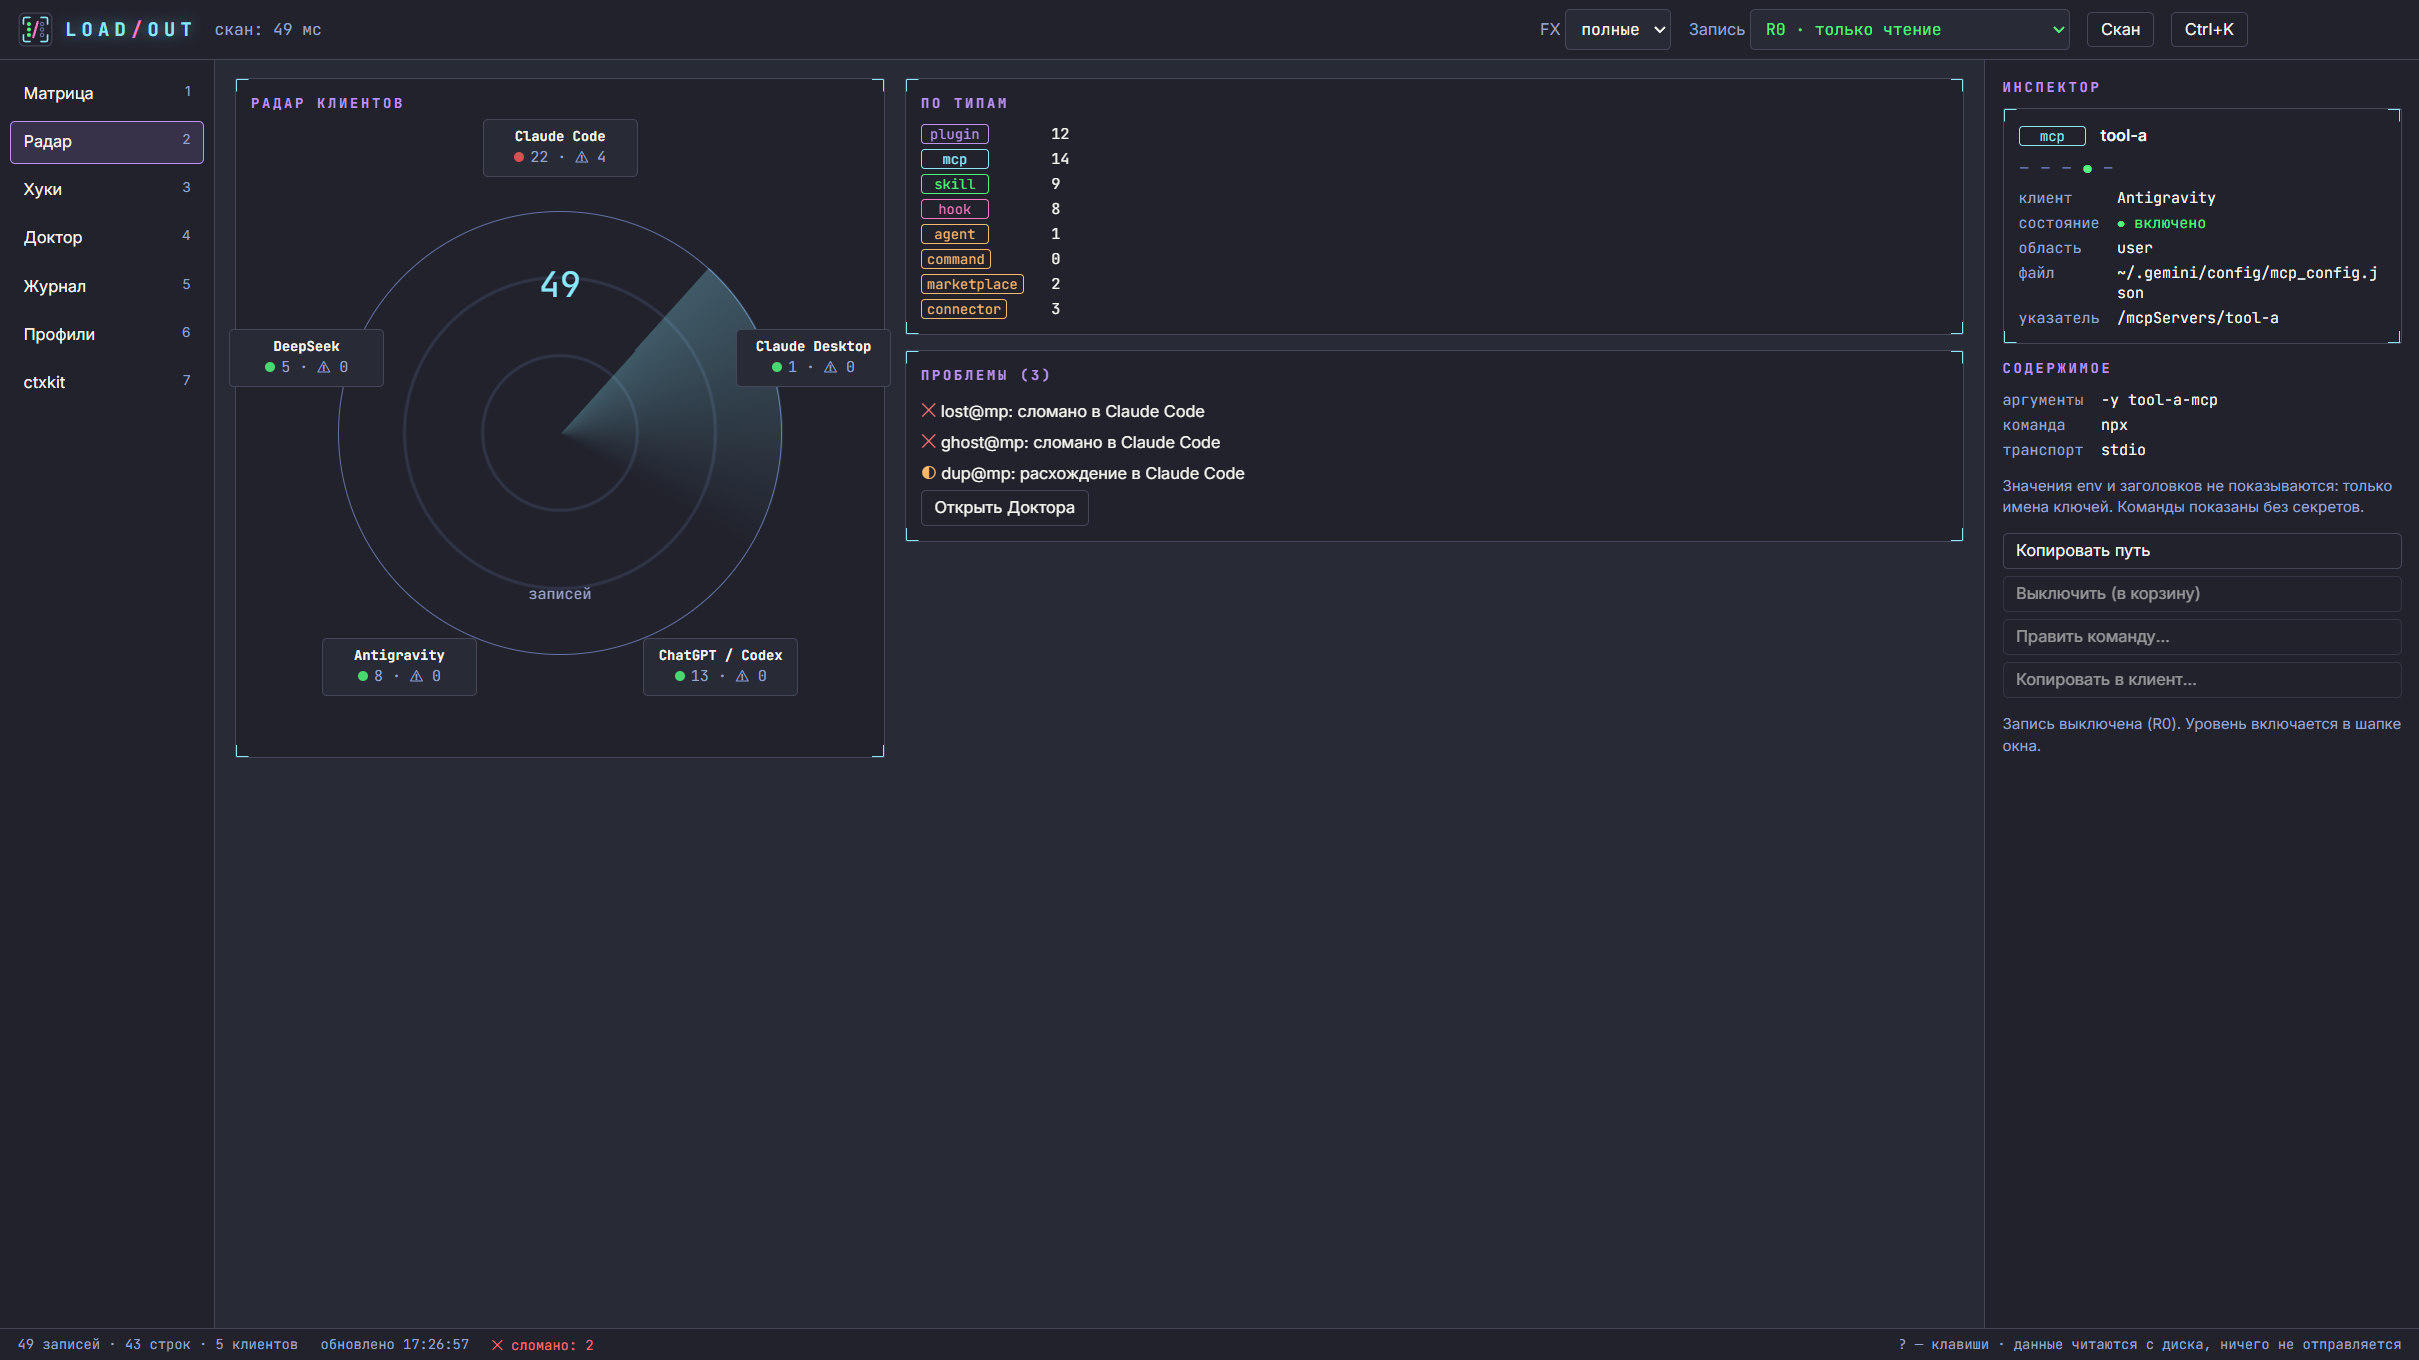 LOAD/OUT
скан: 49 мс
FX
полные
Запись
R0 · только чтение
Скан
Ctrl+K
Матрица 1
Радар 2
Хуки 3
Доктор 4
Журнал 5
Профили 6
ctxkit 7
РАДАР КЛИЕНТОВ
Claude Code
22 · ⚠ 4
49
DeepSeek
5 · ⚠ 0
Claude Desktop
1 · ⚠ 0
записей
Antigravity
8 · ⚠ 0
ChatGPT / Codex
13 · ⚠ 0
ПО ТИПАМ
plugin 12
mcp 14
skill 9
hook 8
agent 1
command 0
marketplace 2
connector 3
ПРОБЛЕМЫ (3)
lost@mp: сломано в Claude Code
ghost@mp: сломано в Claude Code
dup@mp: расхождение в Claude Code
Открыть Доктора
ИНСПЕКТОР
mcp tool-a
— — — ● —
клиент Antigravity
состояние ● включено
область user
файл ~/.gemini/config/mcp_config.j
son
указатель /mcpServers/tool-a
СОДЕРЖИМОЕ
аргументы -y tool-a-mcp
команда npx
транспорт stdio
Значения env и заголовков не показываются: только
имена ключей. Команды показаны без секретов.
Копировать путь
Выключить (в корзину)
Править команду…
Копировать в клиент…
Запись выключена (R0). Уровень включается в шапке
окна.
49 записей · 43 строк · 5 клиентов
обновлено 17:26:57
сломано: 2
? — клавиши · данные читаются с диска, ничего не отправляется